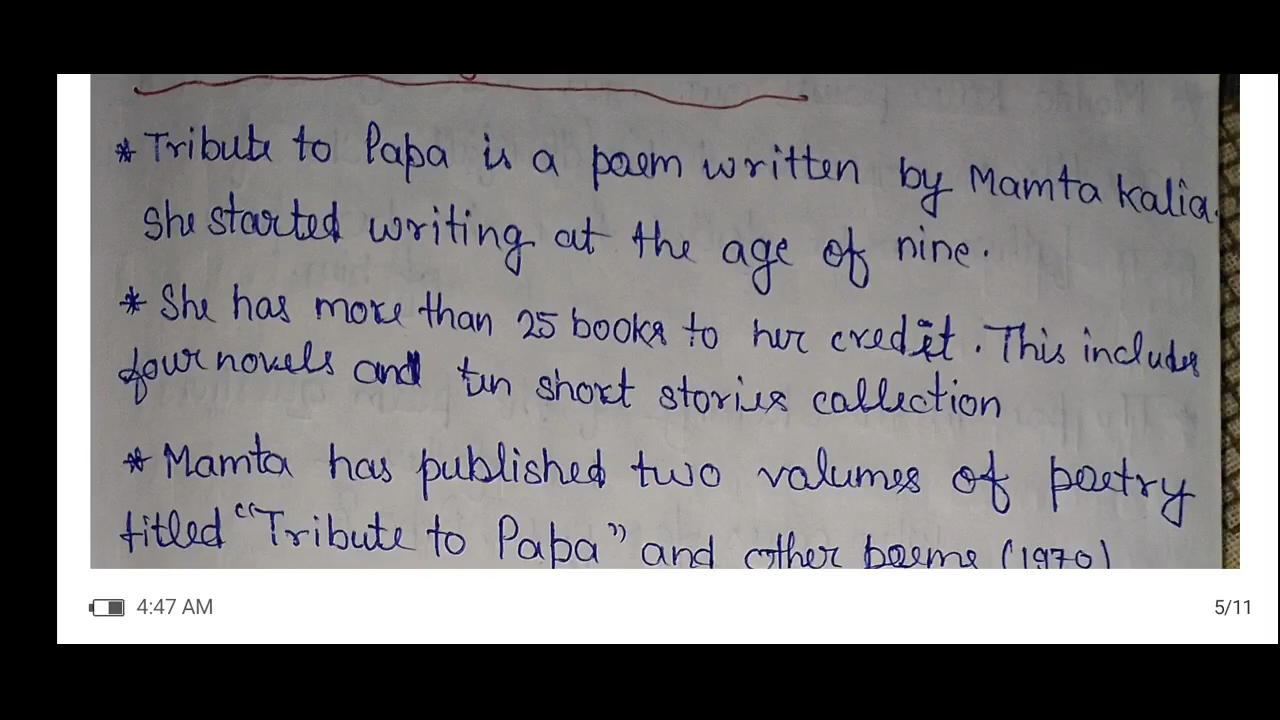 * Tribute to Papa is a poem written by Mamta Kalia.
She started writing at the age of nine.
* She has more than 25 books to her credit. This includes
four novels and ten short stories collection
* Mamta has published two volumes of poetry
titled "Tribute to Papa" and other poems (1970)
4:47 AM
5/11